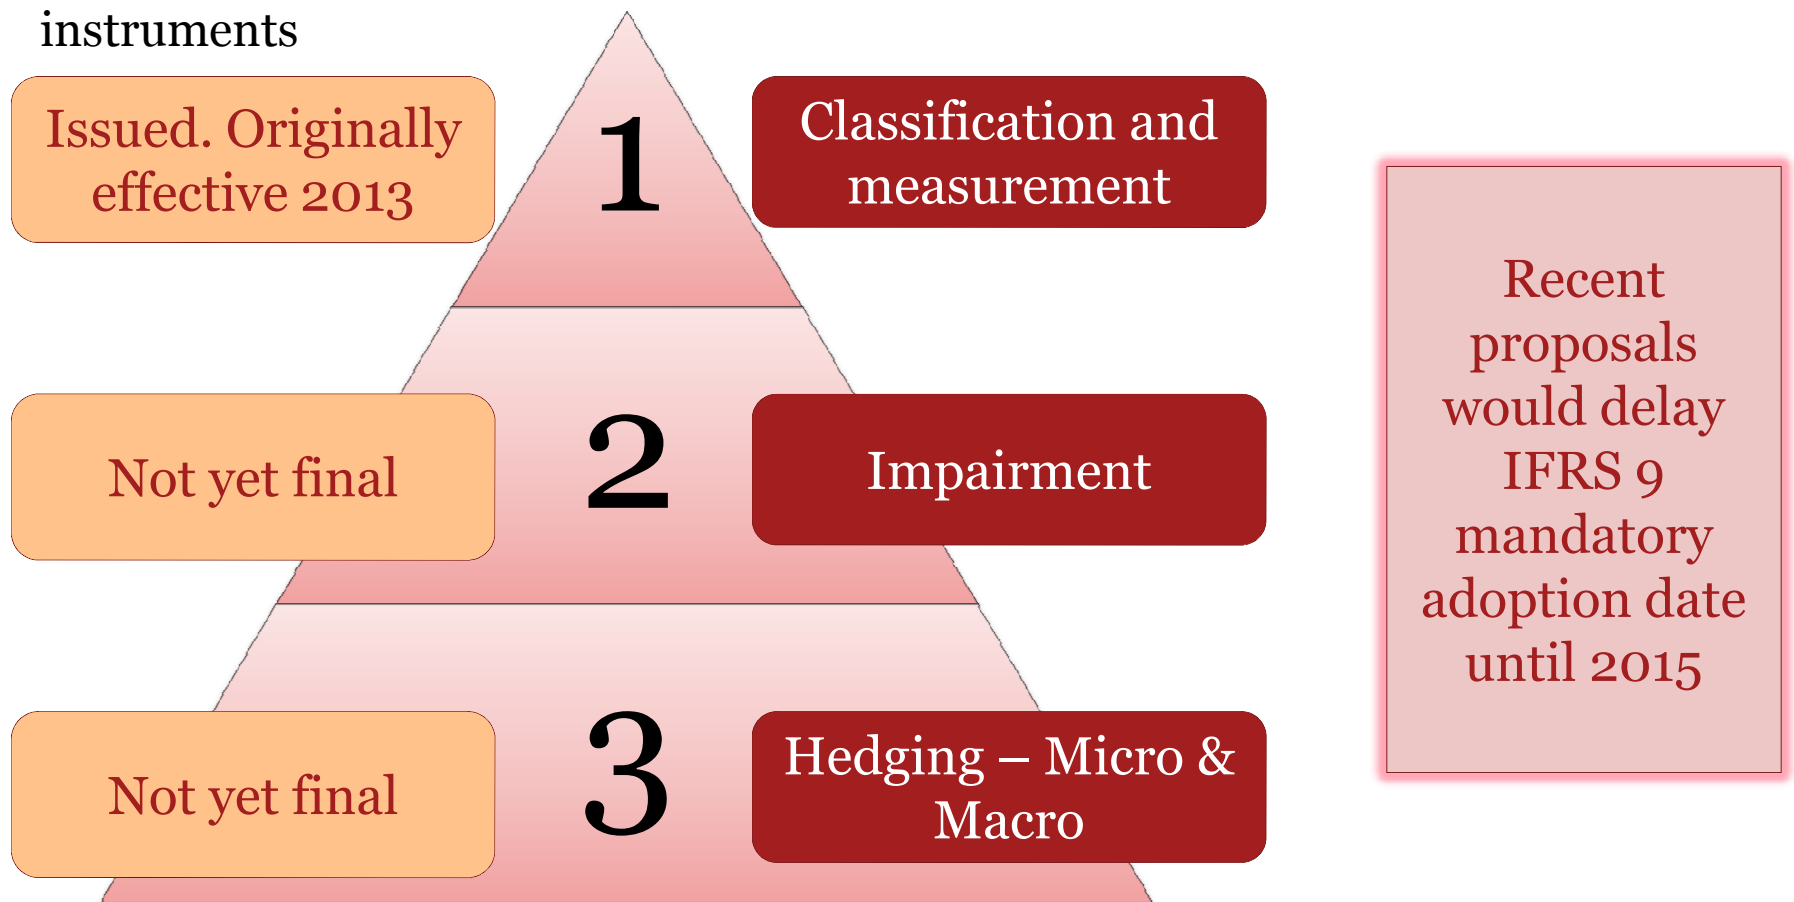 instruments
Issued. Originally
effective 2013
1
Classification and
measurement
Not yet final
2
Impairment
Not yet final
3
Hedging – Micro &
Macro
Recent
proposals
would delay
IFRS 9
mandatory
adoption date
until 2015